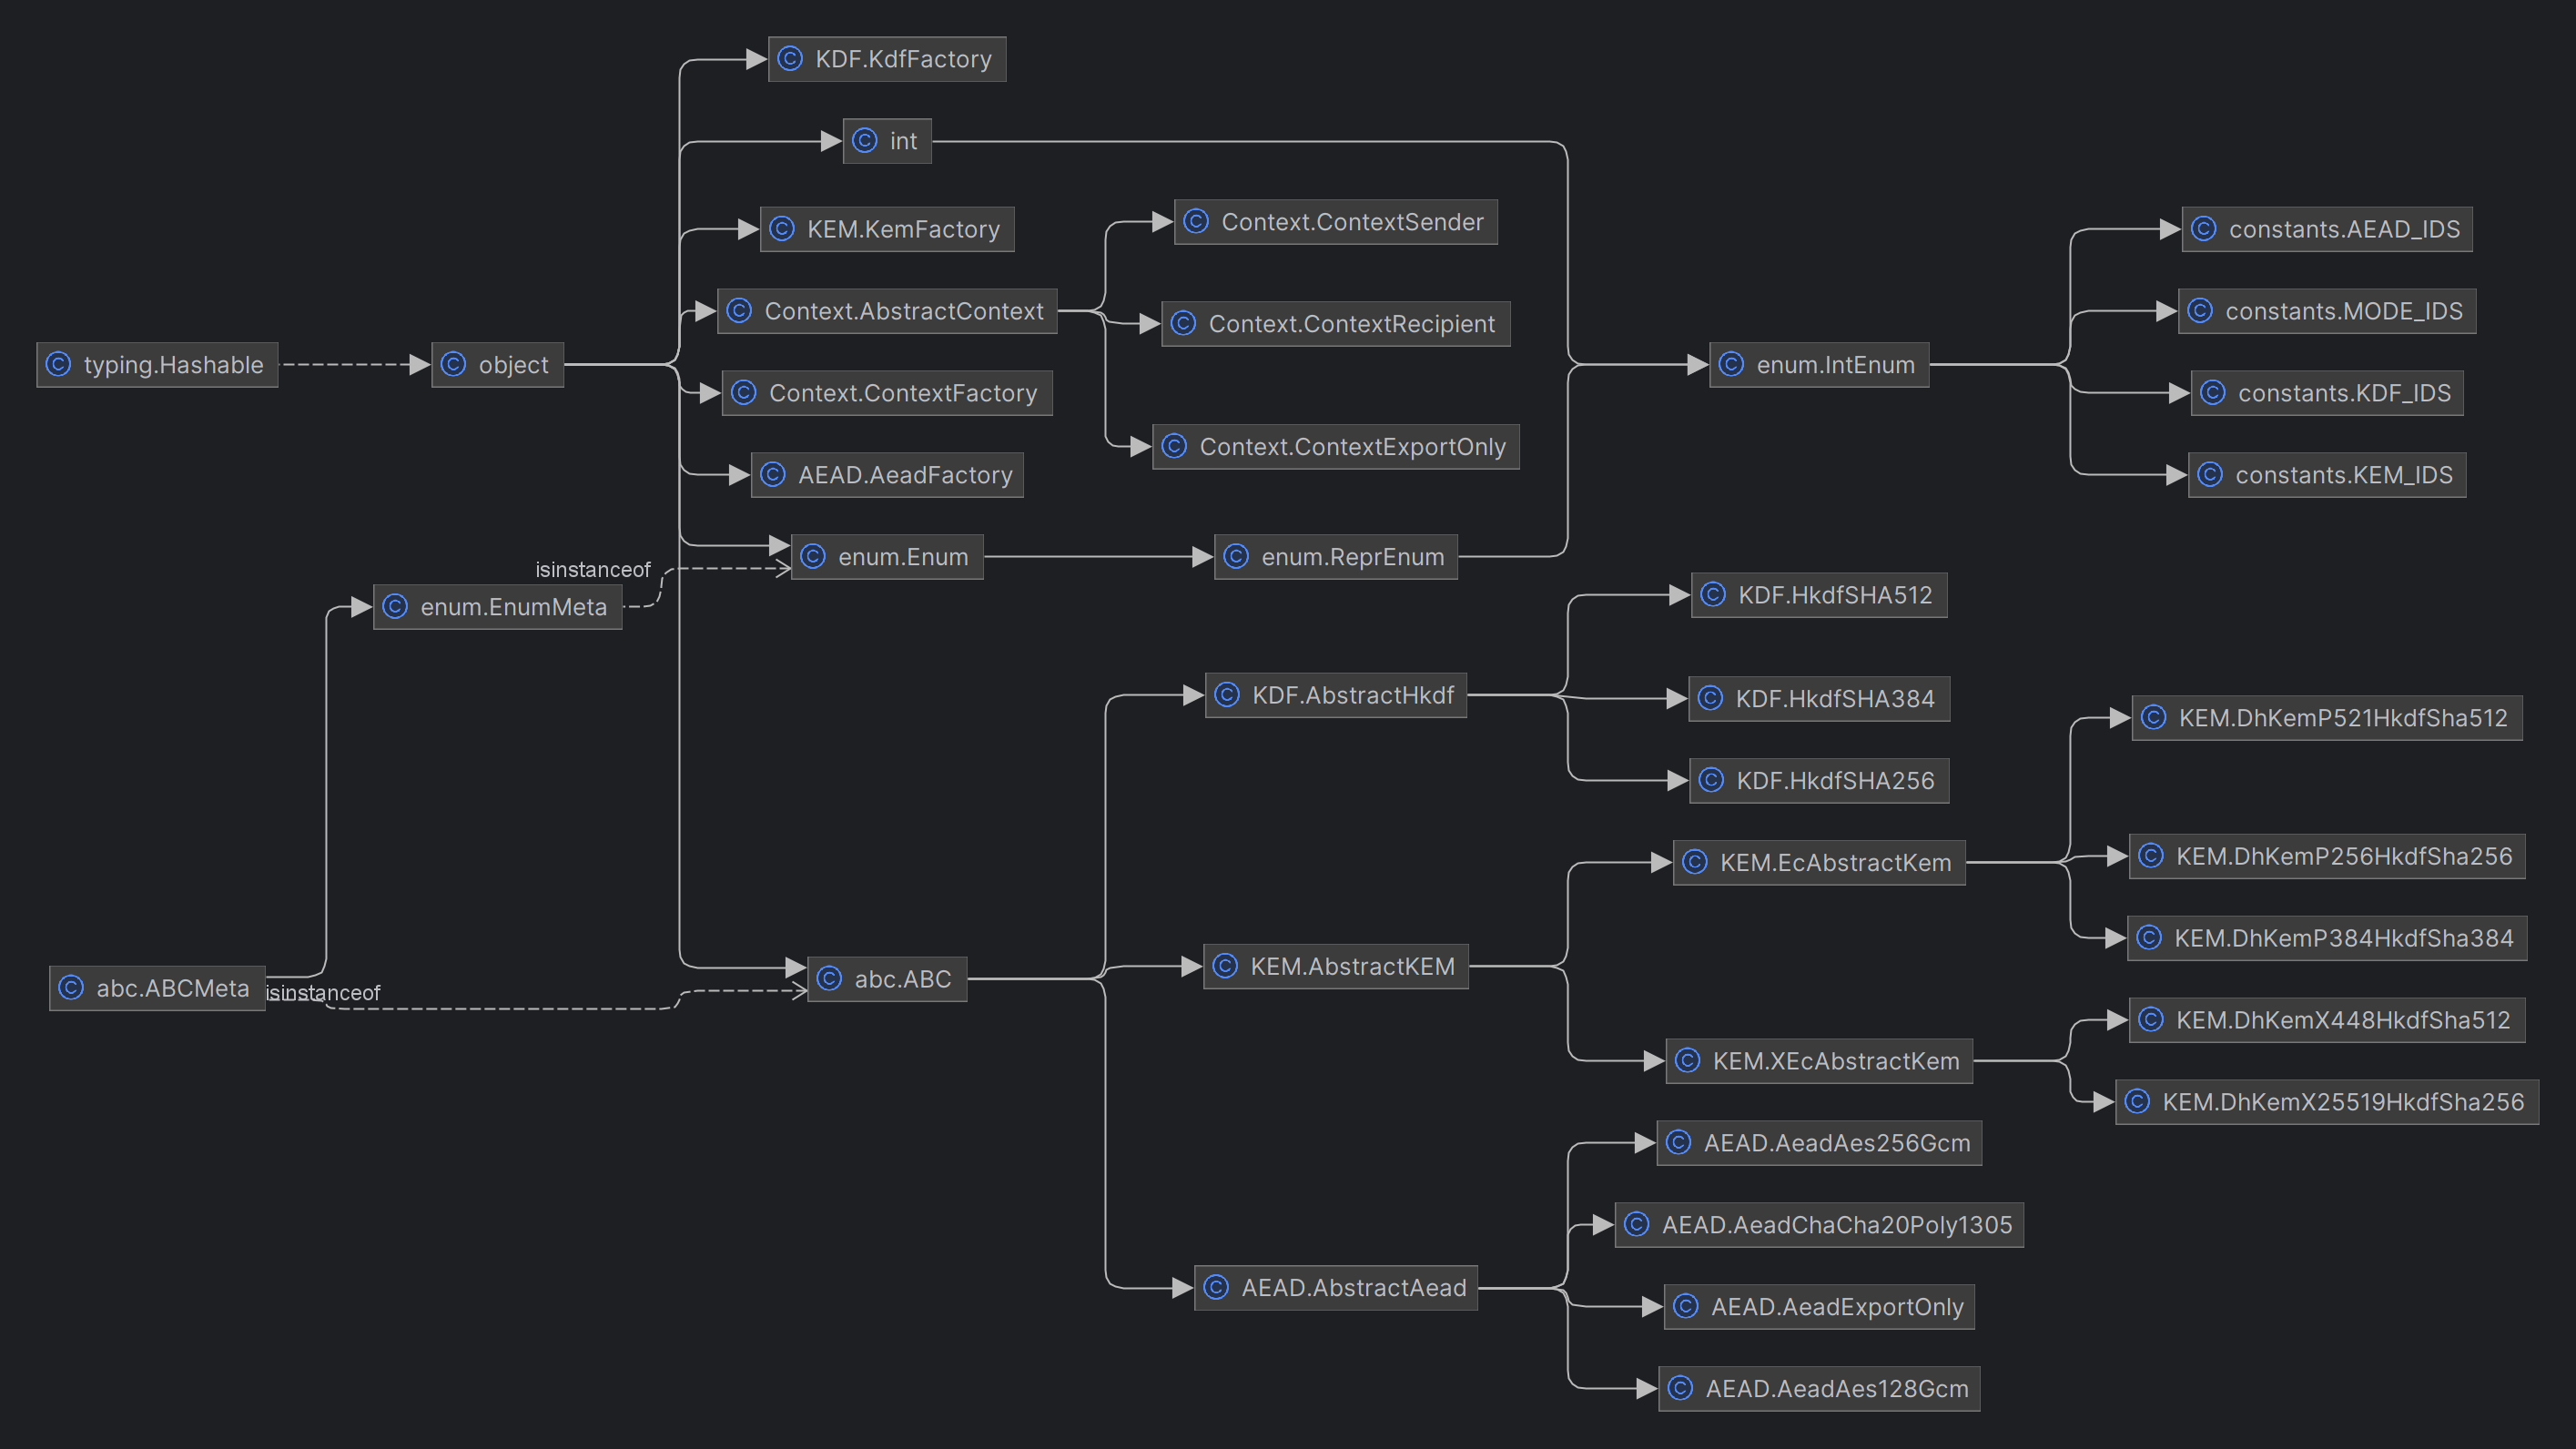 KDF.KdfFactory
int
KEM.KemFactory
Context.ContextSender
constants.AEAD_IDS
Context.AbstractContext
Context.ContextRecipient
constants.MODE_IDS
typing.Hashable
object
enum.IntEnum
Context.ContextFactory
constants.KDF_IDS
Context.ContextExportOnly
AEAD.AeadFactory
constants.KEM_IDS
enum.Enum
enum.ReprEnum
isinstanceof
enum.EnumMeta
KDF.HkdfSHA512
KDF.AbstractHkdf
KDF.HkdfSHA384
KEM.DhKemP521HkdfSha512
KDF.HkdfSHA256
KEM.EcAbstractKem
KEM.DhKemP256HkdfSha256
KEM.DhKemP384HkdfSha384
KEM.AbstractKEM
abc.ABCMeta
isinstanceof
abc.ABC
KEM.DhKemX448HkdfSha512
KEM.XEcAbstractKem
KEM.DhKemX25519HkdfSha256
AEAD.AeadAes256Gcm
AEAD.AeadChaCha20Poly1305
AEAD.AbstractAead
AEAD.AeadExportOnly
AEAD.AeadAes128Gcm